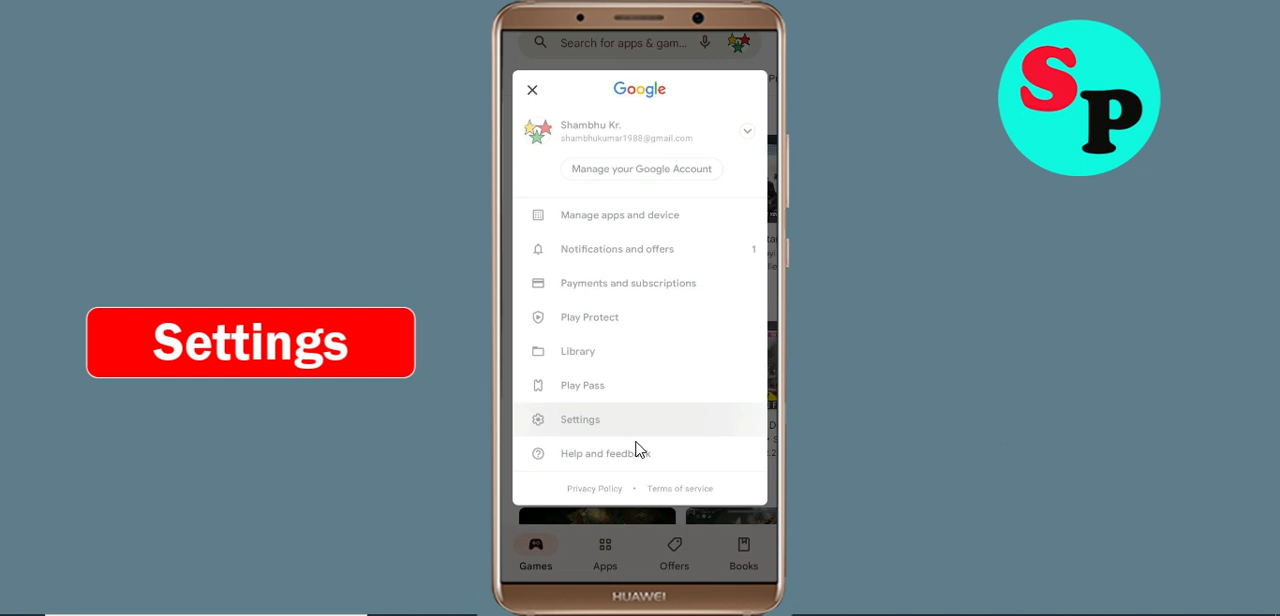 Search for apps & gam...
Google
Shambhu Kr.
shambhukumar1988@gmail.com
Manage your Google Account
Manage apps and device
Notifications and offers 1
Payments and subscriptions
Play Protect
Library
Play Pass
Settings
Help and feedback
Privacy Policy • Terms of service
Games Apps Offers Books
HUAWEI
Settings
SP